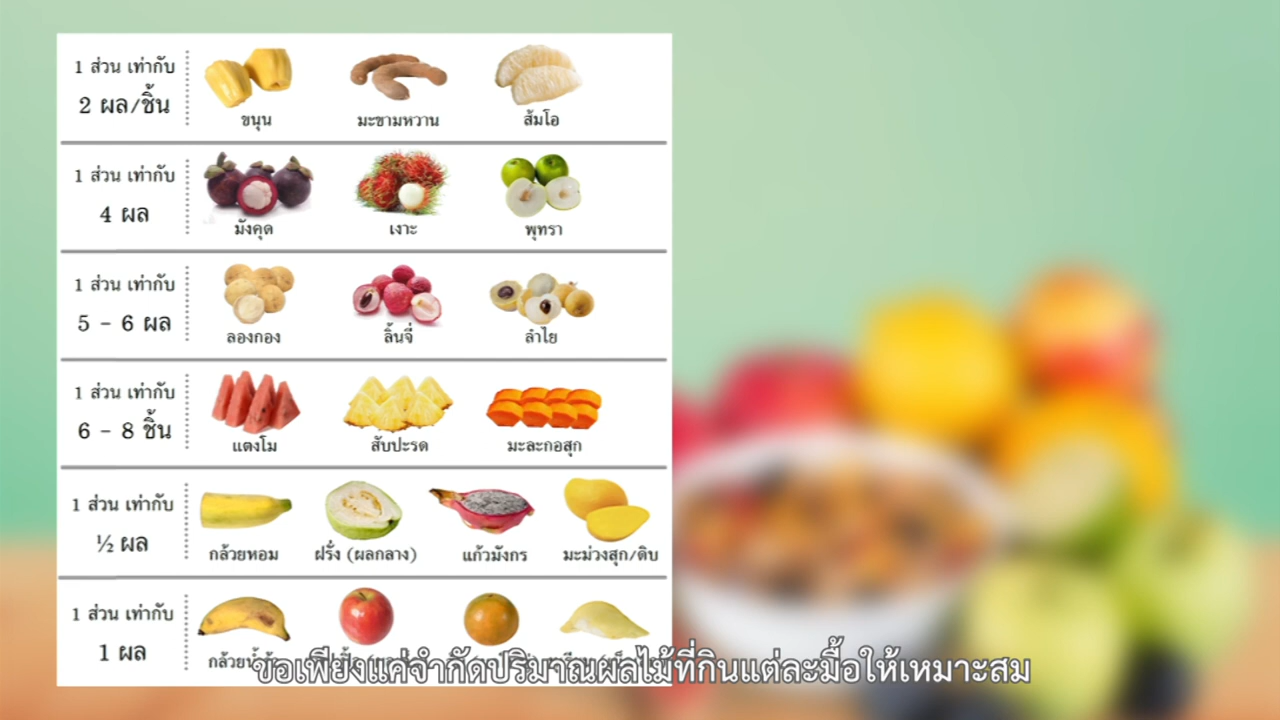 1 ส่วน เท่ากับ
2 ผล/ชิ้น
ขนุน
มะขามหวาน
ส้มโอ
1 ส่วน เท่ากับ
4 ผล
มังคุด
เงาะ
พุทรา
1 ส่วน เท่ากับ
5 - 6 ผล
ลองกอง
ลิ้นจี่
ลำไย
1 ส่วน เท่ากับ
6 - 8 ชิ้น
แตงโม
สับปะรด
มะละกอสุก
1 ส่วน เท่ากับ
½ ผล
กล้วยหอม
ฝรั่ง (ผลกลาง)
แก้วมังกร
มะม่วงสุก/ดิบ
1 ส่วน เท่ากับ
1 ผล
ขอเพียงแค่จำกัดปริมาณผลไม้ที่กินแต่ละมื้อให้เหมาะสม